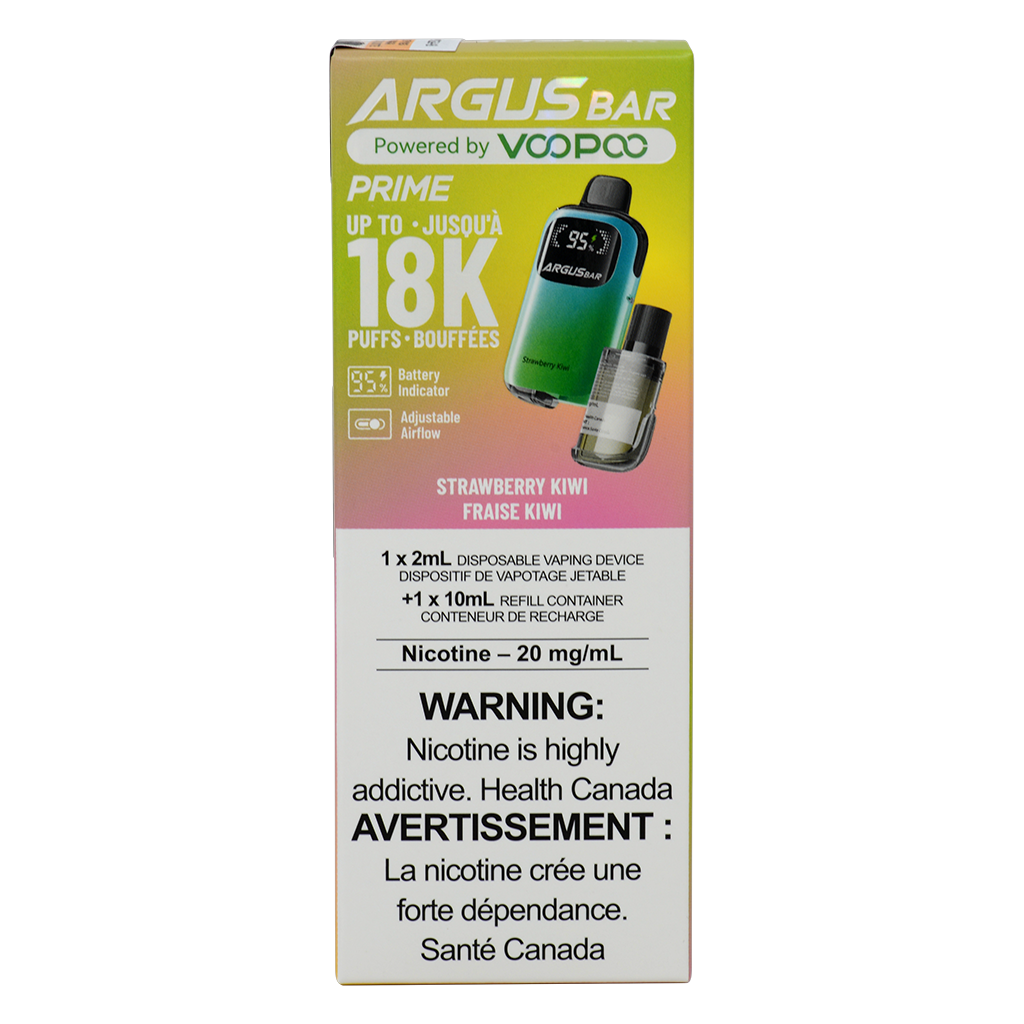 ARGUS BAR
Powered by VOOPOO
PRIME
UP TO • JUSQU'À
18K
PUFFS • BOUFFÉES
95%
Battery
Indicator
Adjustable
Airflow
95%
ARGUS BAR
Strawberry Kiwi
STRAWBERRY KIWI
FRAISE KIWI
1 x 2mL DISPOSABLE VAPING DEVICE
DISPOSITIF DE VAPOTAGE JETABLE
+1 x 10mL REFILL CONTAINER
CONTENEUR DE RECHARGE
Nicotine – 20 mg/mL
WARNING:
Nicotine is highly
addictive. Health Canada
AVERTISSEMENT :
La nicotine crée une
forte dépendance.
Santé Canada